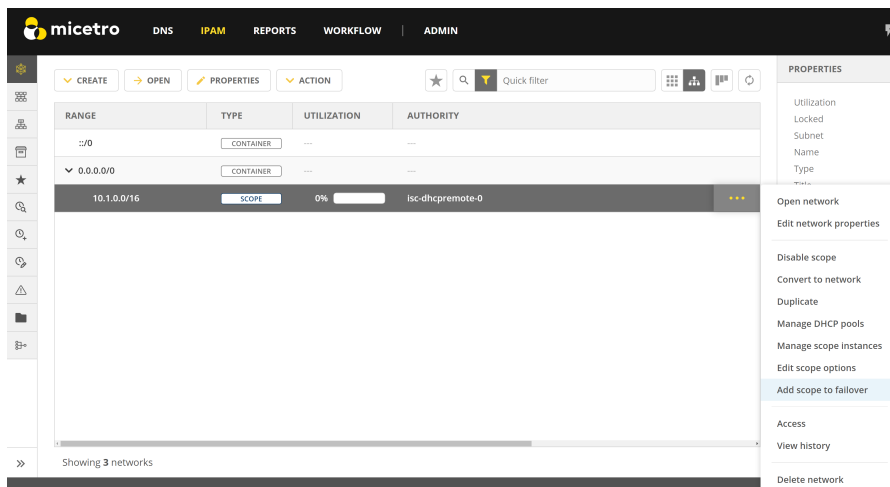 micetro DNS IPAM REPORTS WORKFLOW | ADMIN
CREATE OPEN PROPERTIES ACTION Quick filter
PROPERTIES
RANGE TYPE UTILIZATION AUTHORITY
::/0 CONTAINER --- ---
0.0.0.0/0 CONTAINER --- ---
10.1.0.0/16 SCOPE 0% isc-dhcpremote-0 ...
Utilization
Locked
Subnet
Name
Type
Open network
Edit network properties
Disable scope
Convert to network
Duplicate
Manage DHCP pools
Manage scope instances
Edit scope options
Add scope to failover
Access
View history
Delete network
Showing 3 networks